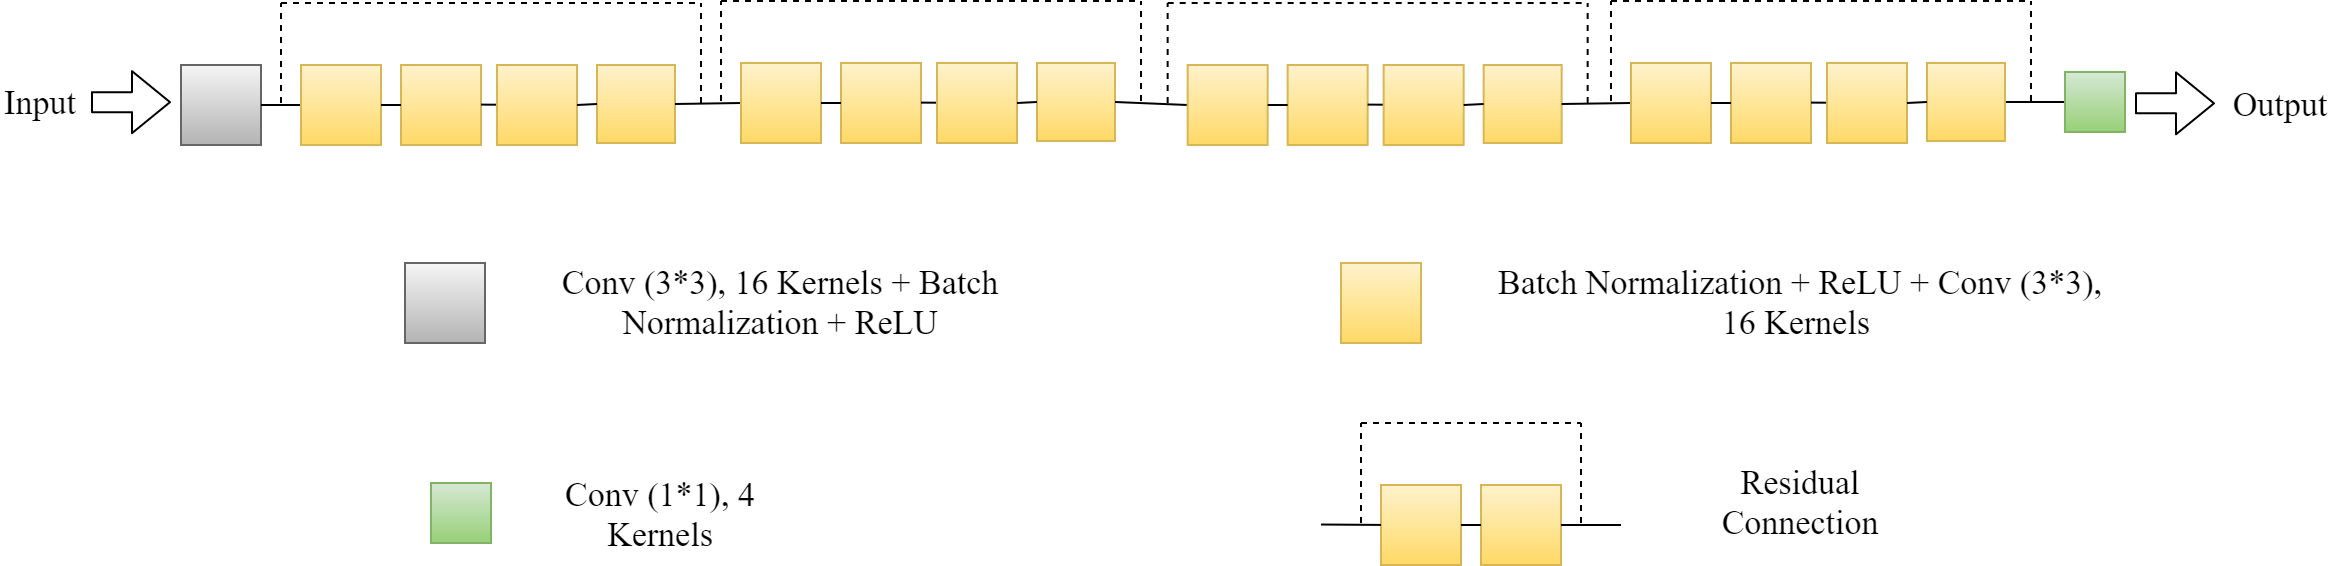 Input
Output
Conv (3*3), 16 Kernels + Batch
Normalization + ReLU
Batch Normalization + ReLU + Conv (3*3),
16 Kernels
Conv (1*1), 4
Kernels
Residual
Connection